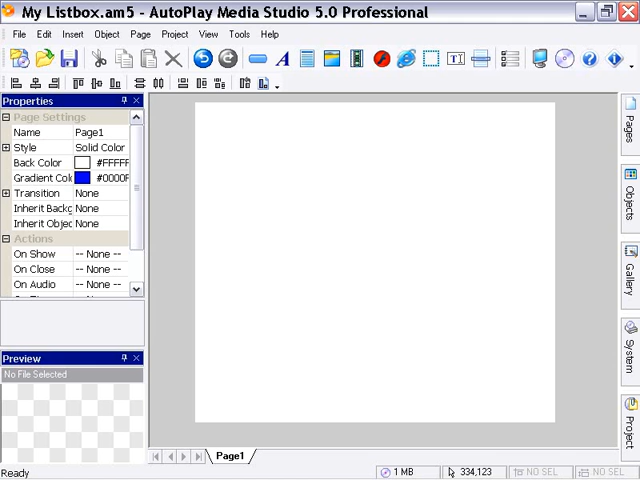 My Listbox.am5 - AutoPlay Media Studio 5.0 Professional
File Edit Insert Object Page Project View Tools Help
Properties
Page Settings
Name Page1
Style Solid Color
Back Color #FFFFF
Gradient Col #0000F
Transition None
Inherit Backg None
Inherit Objec None
Actions
On Show -- None --
On Close -- None --
On Audio -- None --
Preview
No File Selected
Pages
Objects
Gallery
System
Project
Page1
Ready
1 MB
334,123
NO SEL
NO SEL